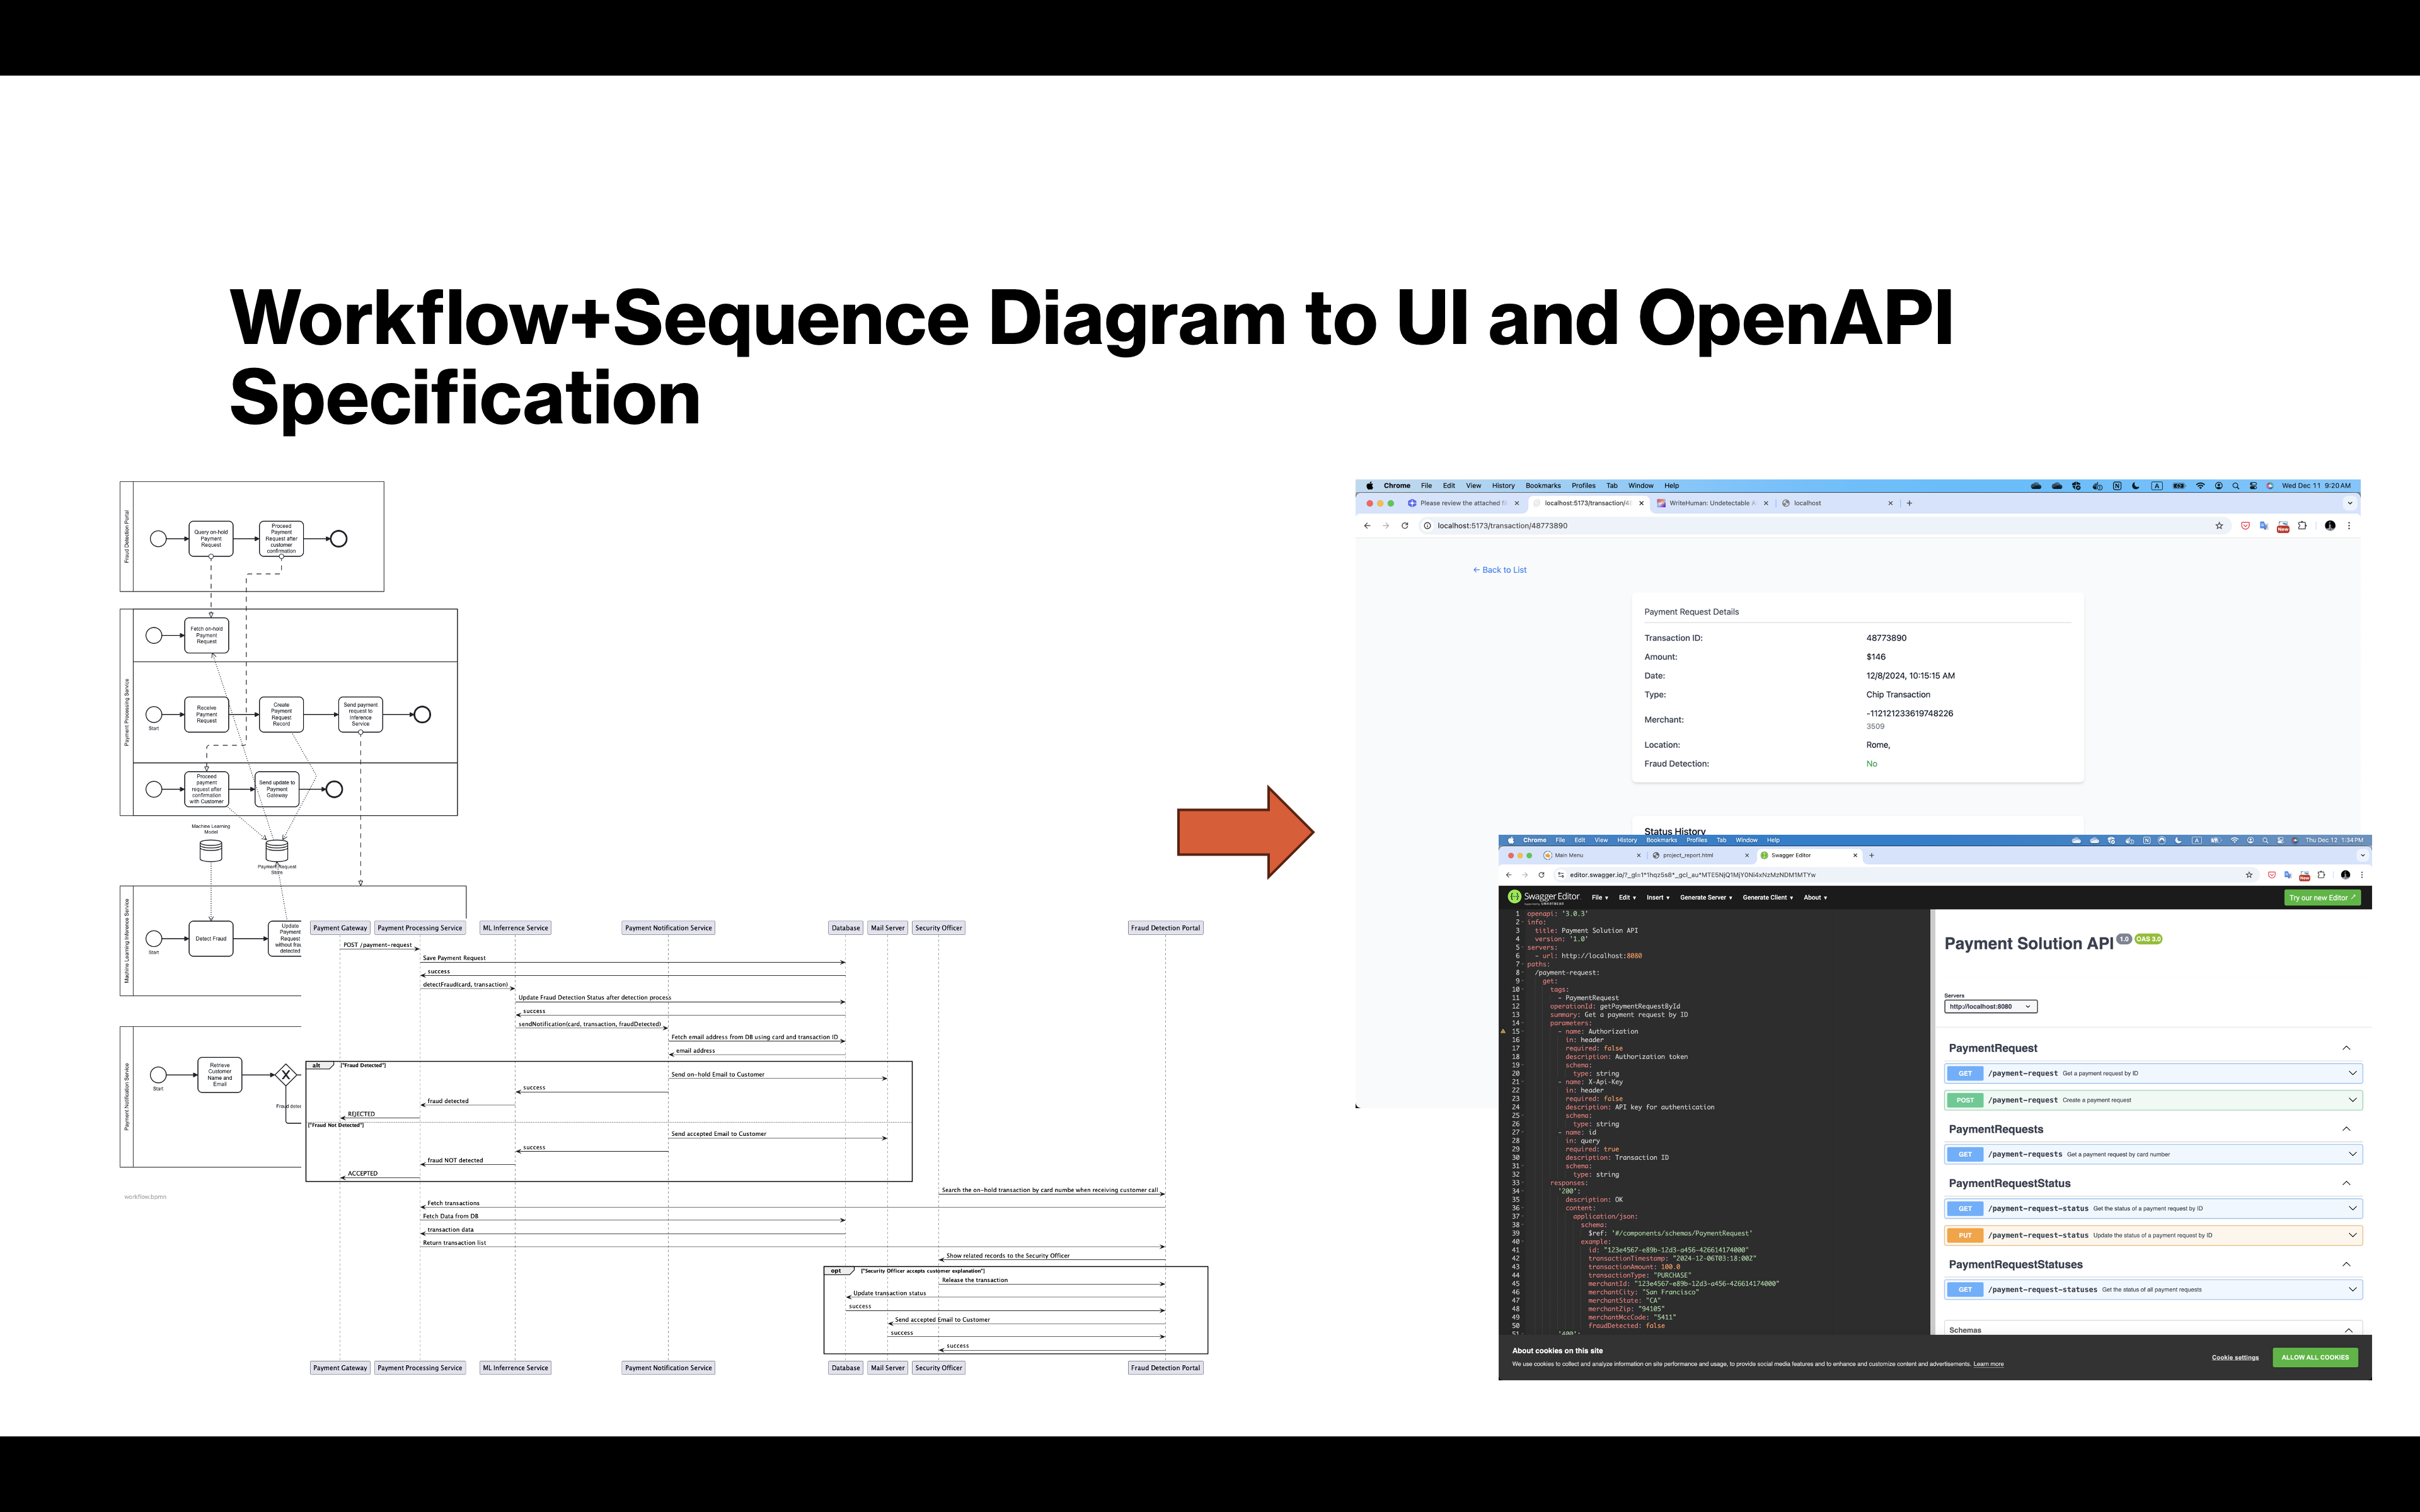 Workflow+Sequence Diagram to UI and OpenAPI
Specification
Fraud Detection Portal
Query on-hold
Payment
Request
Proceed
Payment
Request after
customer
confirmation
Payment Processing Service
Fetch on-hold
Payment
Request
Start
Receive
Payment
Request
Create
Payment
Request
Record
Send payment
request to
Inference
Service
Proceed
payment
request after
confirmation
with Customer
Send update to
Payment
Gateway
Machine Learning
Model
Payment Request
Store
Machine Learning Inference Service
Start
Detect Fraud
Update
Payment
Request
without frau
detected
Payment Notification Service
Start
Retrieve
Customer
Name and
Email
X
Fraud detec
workflow.bpmn
Payment Gateway
Payment Processing Service
ML Inferrence Service
Payment Notification Service
Database
Mail Server
Security Officer
Fraud Detection Portal
POST /payment-request
Save Payment Request
success
detectFraud(card, transaction)
Update Fraud Detection Status after detection process
success
sendNotification(card, transaction, fraudDetected)
Fetch email address from DB using card and transaction ID
email address
alt
["Fraud Detected"]
Send on-hold Email to Customer
success
fraud detected
REJECTED
["Fraud Not Detected"]
Send accepted Email to Customer
success
fraud NOT detected
ACCEPTED
Search the on-hold transaction by card numbe when receiving customer call
Fetch transactions
Fetch Data from DB
transaction data
Return transaction list
Show related records to the Security Officer
opt
["Security Officer accepts customer explanation"]
Release the transaction
Update transaction status
success
Send accepted Email to Customer
success
success
Payment Gateway
Payment Processing Service
ML Inferrence Service
Payment Notification Service
Database
Mail Server
Security Officer
Fraud Detection Portal
Chrome File Edit View History Bookmarks Profiles Tab Window Help
Wed Dec 11 9:20 AM
Please review the attached fi
localhost:5173/transaction/48
WriteHuman: Undetectable A
localhost
localhost:5173/transaction/48773890
New
← Back to List
Payment Request Details
Transaction ID: 48773890
Amount: $146
Date: 12/8/2024, 10:15:15 AM
Type: Chip Transaction
Merchant: -112121233619748226
3509
Location: Rome,
Fraud Detection: No
Status History
Chrome File Edit View History Bookmarks Profiles Tab Window Help
Thu Dec 12 1:34 PM
Main Menu
project_report.html
Swagger Editor
New
Swagger Editor
File Edit Insert Generate Server Generate Client About
Try our new Editor
1 openapi: '3.0.3'
2 info:
3 title: Payment Solution API
4 version: '1.0'
5 servers:
6 - url: http://localhost:8080
7 paths:
8 /payment-request:
9 get:
10 tags:
11 - PaymentRequest
12 operationId: getPaymentRequestById
13 summary: Get a payment request by ID
14 parameters:
15 - name: Authorization
16 in: header
17 required: false
18 description: Authorization token
19 schema:
20 type: string
21 - name: X-Api-Key
22 in: header
23 required: false
24 description: API key for authentication
25 schema:
26 type: string
27 - name: id
28 in: query
29 required: true
30 description: Transaction ID
31 schema:
32 type: string
33 responses:
34 '200':
35 description: OK
36 content:
37 application/json:
38 schema:
39 $ref: '#/components/schemas/PaymentRequest'
40 example:
41 id: "123e4567-e89b-12d3-a456-426614174000"
42 transactionTimestamp: "2024-12-06T03:18:00Z"
43 transactionAmount: 100.0
44 transactionType: "PURCHASE"
45 merchantId: "123e4567-e89b-12d3-a456-426614174000"
46 merchantCity: "San Francisco"
47 merchantState: "CA"
48 merchantZip: "94105"
49 merchantMccCode: "5411"
50 fraudDetected: false
51 '400':
Payment Solution API 1.0 OAS 3.0
Servers
http://localhost:8080
PaymentRequest
GET /payment-request Get a payment request by ID
POST /payment-request Create a payment request
PaymentRequests
GET /payment-requests Get a payment request by card number
PaymentRequestStatus
GET /payment-request-status Get the status of a payment request by ID
PUT /payment-request-status Update the status of a payment request by ID
PaymentRequestStatuses
GET /payment-request-statuses Get the status of all payment requests
Schemas
About cookies on this site
We use cookies to collect and analyze information on site performance and usage, to provide social media features and to enhance and customize content and advertisements. Learn more
Cookie settings
ALLOW ALL COOKIES